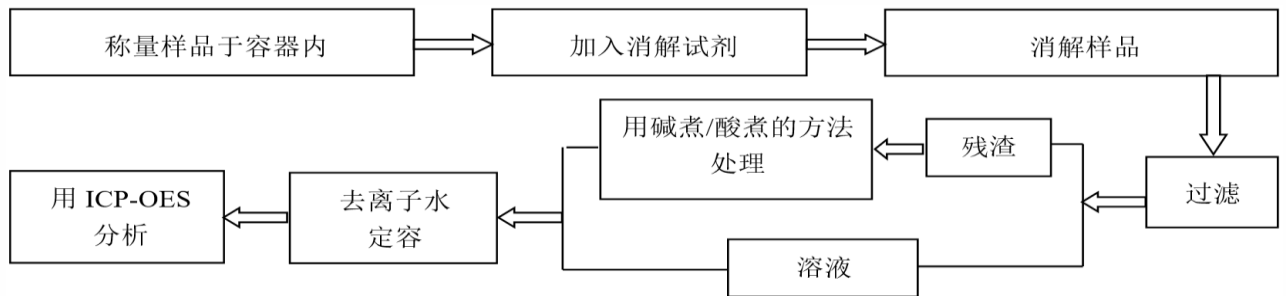 称量样品于容器内
加入消解试剂
消解样品
过滤
残渣
用碱煮/酸煮的方法
处理
溶液
去离子水
定容
用 ICP-OES
分析